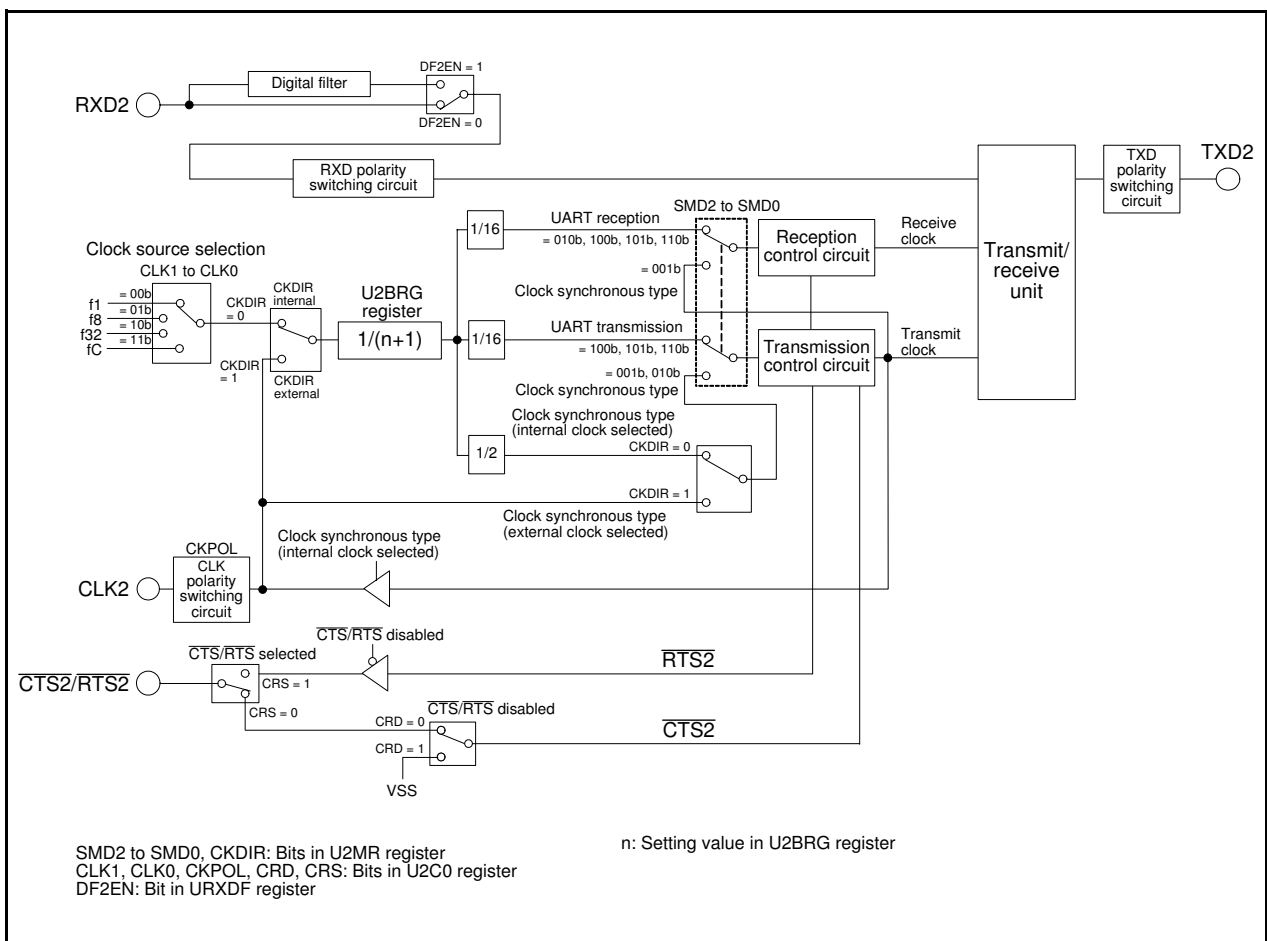 DF2EN = 1
Digital filter
RXD2
DF2EN = 0
RXD polarity
switching circuit
TXD
polarity
switching
circuit
TXD2
SMD2 to SMD0
1/16
UART reception
= 010b, 100b, 101b, 110b
Reception
control circuit
Receive
clock
Transmit/
receive
unit
= 001b
Clock synchronous type
Clock source selection
CLK1 to CLK0
f1
= 00b
f8
= 01b
f32
= 10b
fC
= 11b
CKDIR
= 0
CKDIR
internal
CKDIR
= 1
CKDIR
external
U2BRG
register
1/(n+1)
1/16
UART transmission
= 100b, 101b, 110b
Transmission
control circuit
Transmit
clock
= 001b, 010b
Clock synchronous type
Clock synchronous type
(internal clock selected)
1/2
CKDIR = 0
CKDIR = 1
Clock synchronous type
(external clock selected)
Clock synchronous type
(internal clock selected)
CKPOL
CLK2
CLK
polarity
switching
circuit
CTS/RTS disabled
CTS/RTS selected
RTS2
CTS2/RTS2
CRS = 1
CRS = 0
CTS/RTS disabled
CRD = 0
CTS2
CRD = 1
VSS
n: Setting value in U2BRG register
SMD2 to SMD0, CKDIR: Bits in U2MR register
CLK1, CLK0, CKPOL, CRD, CRS: Bits in U2C0 register
DF2EN: Bit in URXDF register